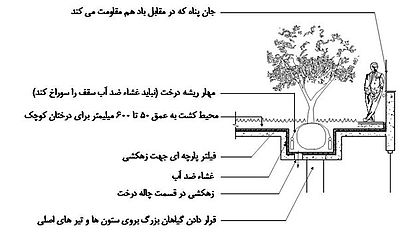 جان پناه که در مقابل باد هم مقاومت می کند
مهار ریشه درخت (نباید غشاء ضد آب سقف را سوراخ کند)
محیط کشت به عمق ۵۰ تا ۶۰۰ میلیمتر برای درختان کوچک
فیلتر پارچه ای جهت زهکشی
غشاء ضد آب
زهکشی در قسمت چاله درخت
قرار دادن گیاهان بزرگ بروی ستون ها و تیر های اصلی